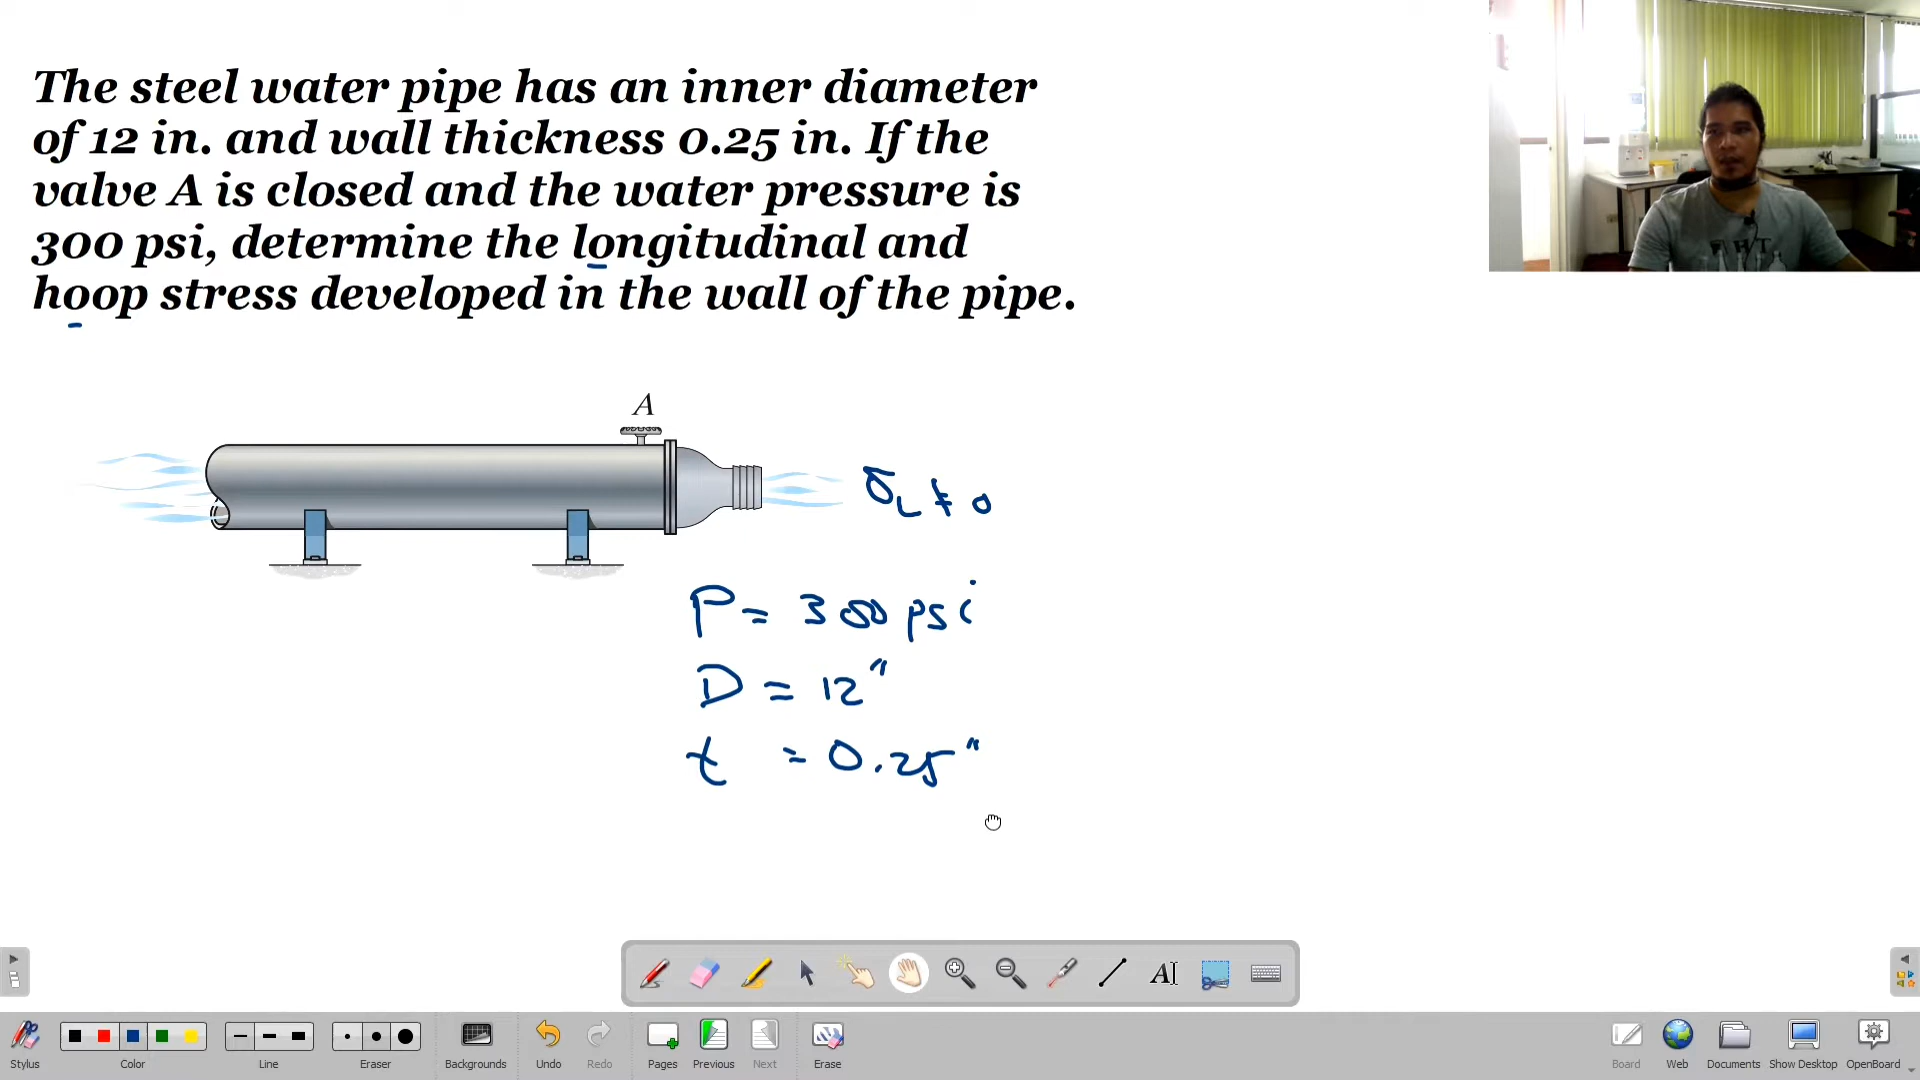 The steel water pipe has an inner diameter
of 12 in. and wall thickness 0.25 in. If the
valve A is closed and the water pressure is
300 psi, determine the longitudinal and
hoop stress developed in the wall of the pipe.
A
σL ≠ 0
P = 300 psi
D = 12"
t = 0.25"
A
Stylus
Color
Line
Eraser
Backgrounds
Undo
Redo
Pages
Previous
Next
Erase
Board
Web
Documents
Show Desktop
OpenBoard